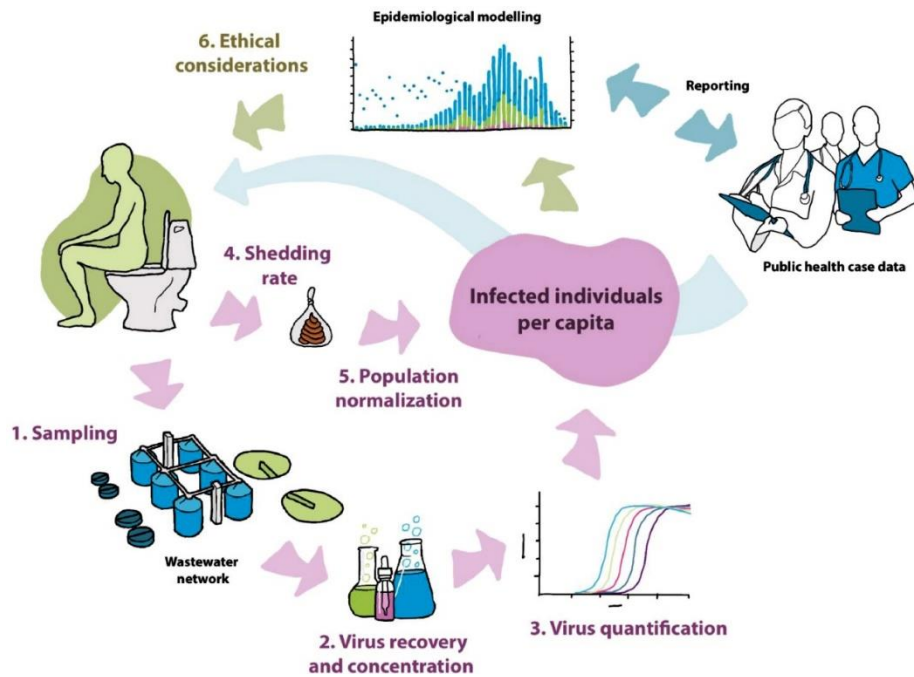 Epidemiological modelling
6. Ethical
considerations
Reporting
Public health case data
4. Shedding
rate
Infected individuals
per capita
5. Population
normalization
1. Sampling
Wastewater
network
2. Virus recovery
and concentration
3. Virus quantification